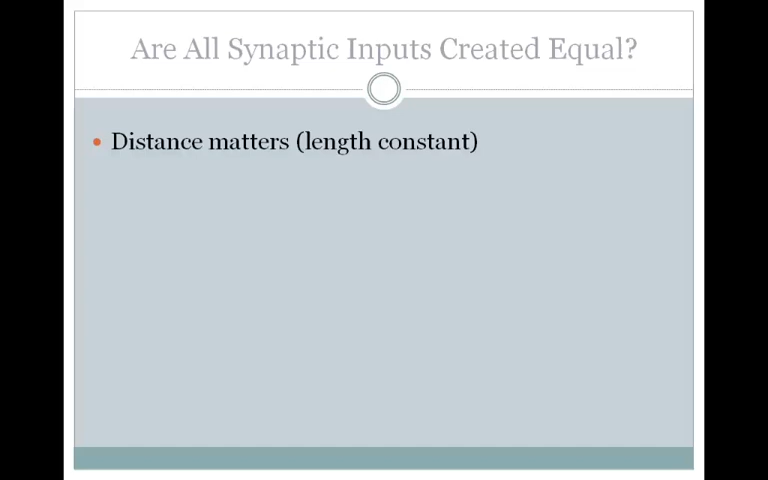 Are All Synaptic Inputs Created Equal?
• Distance matters (length constant)